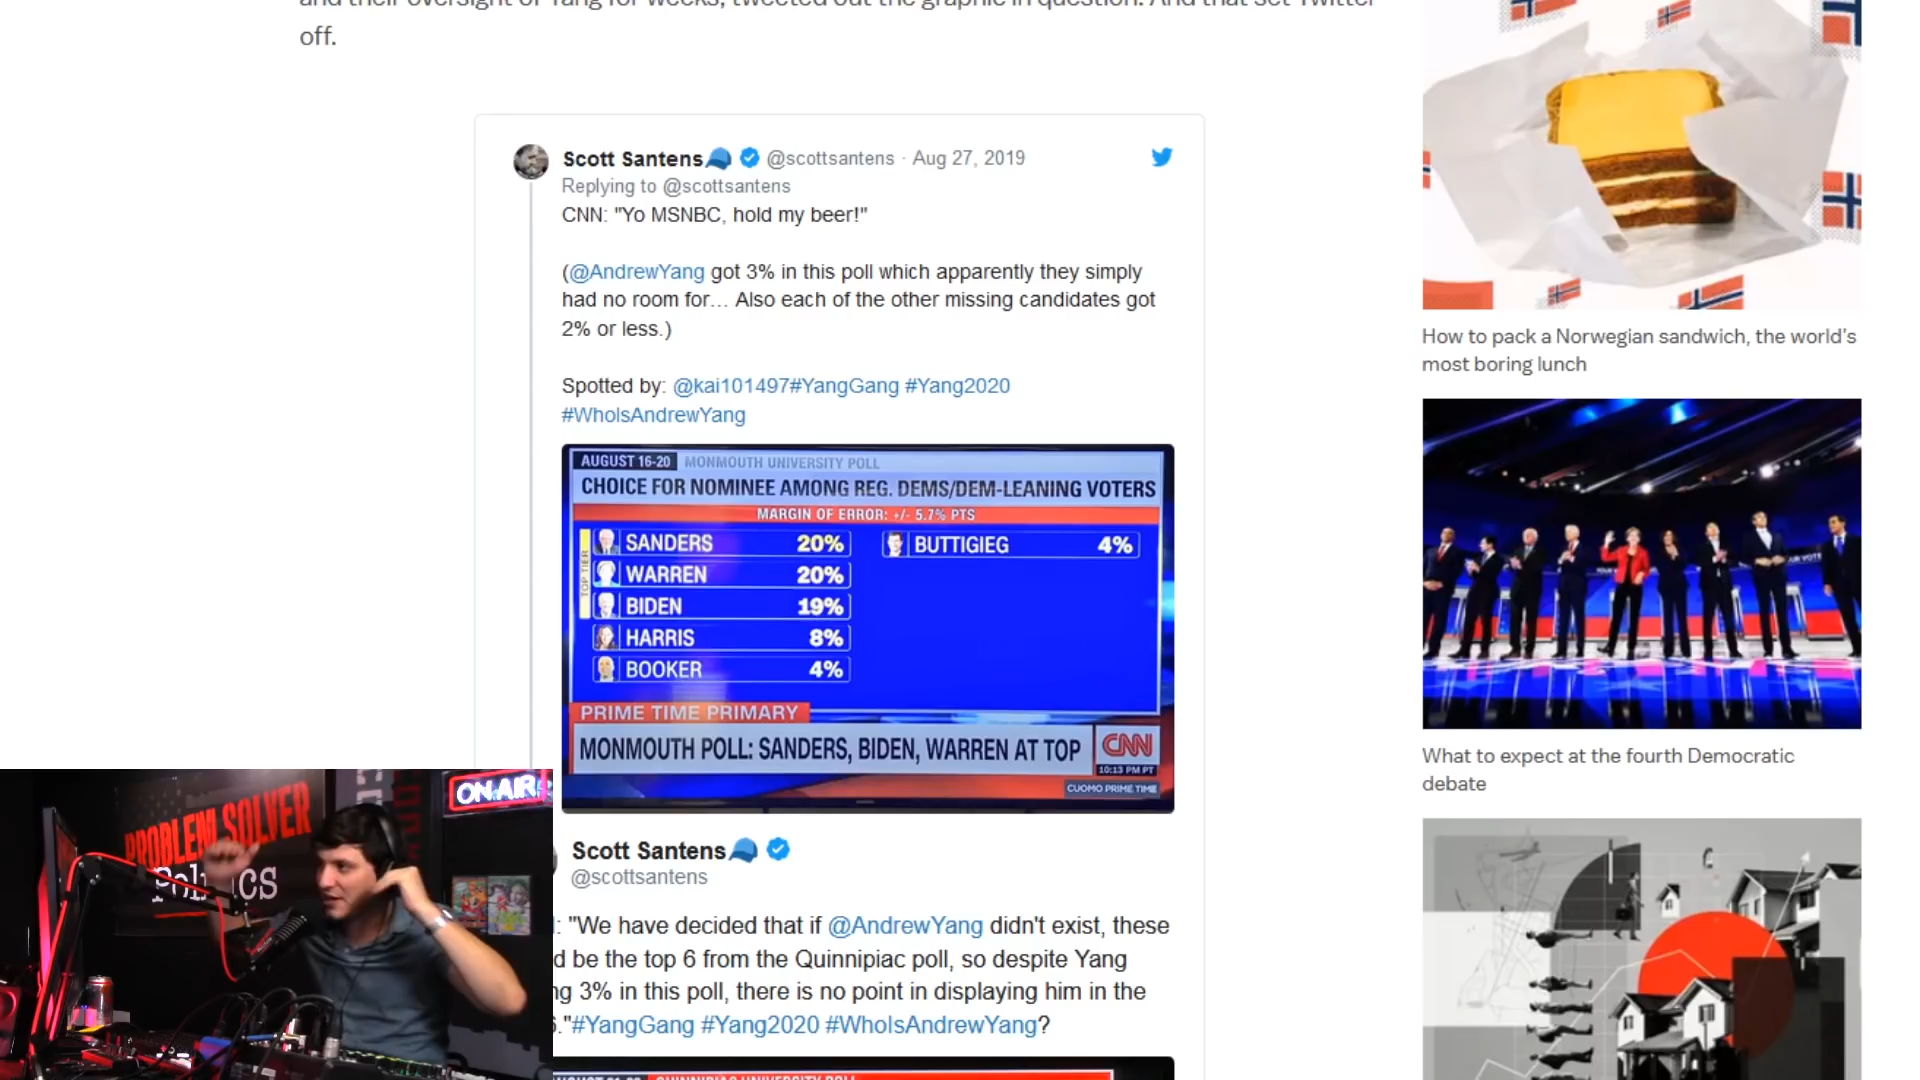 and their oversight of Yang for weeks, tweeted out the graphic in question. And that set Twitter
off.
Scott Santens @scottsantens · Aug 27, 2019
Replying to @scottsantens
CNN: "Yo MSNBC, hold my beer!"
(@AndrewYang got 3% in this poll which apparently they simply
had no room for… Also each of the other missing candidates got
2% or less.)
Spotted by: @kai101497#YangGang #Yang2020
#WhoIsAndrewYang
AUGUST 16-20 MONMOUTH UNIVERSITY POLL
CHOICE FOR NOMINEE AMONG REG. DEMS/DEM-LEANING VOTERS
MARGIN OF ERROR: +/- 5.7% PTS
TOP TIER
SANDERS 20%
WARREN 20%
BIDEN 19%
HARRIS 8%
BOOKER 4%
BUTTIGIEG 4%
PRIME TIME PRIMARY
MONMOUTH POLL: SANDERS, BIDEN, WARREN AT TOP
CNN
10:13 PM PT
CUOMO PRIME TIME
Scott Santens
@scottsantens
: "We have decided that if @AndrewYang didn't exist, these
d be the top 6 from the Quinnipiac poll, so despite Yang
ng 3% in this poll, there is no point in displaying him in the
."#YangGang #Yang2020 #WhoIsAndrewYang?
QUINNIPIAC UNIVERSITY POLL
How to pack a Norwegian sandwich, the world's
most boring lunch
What to expect at the fourth Democratic
debate
PROBLEM SOLVER
ON AIR